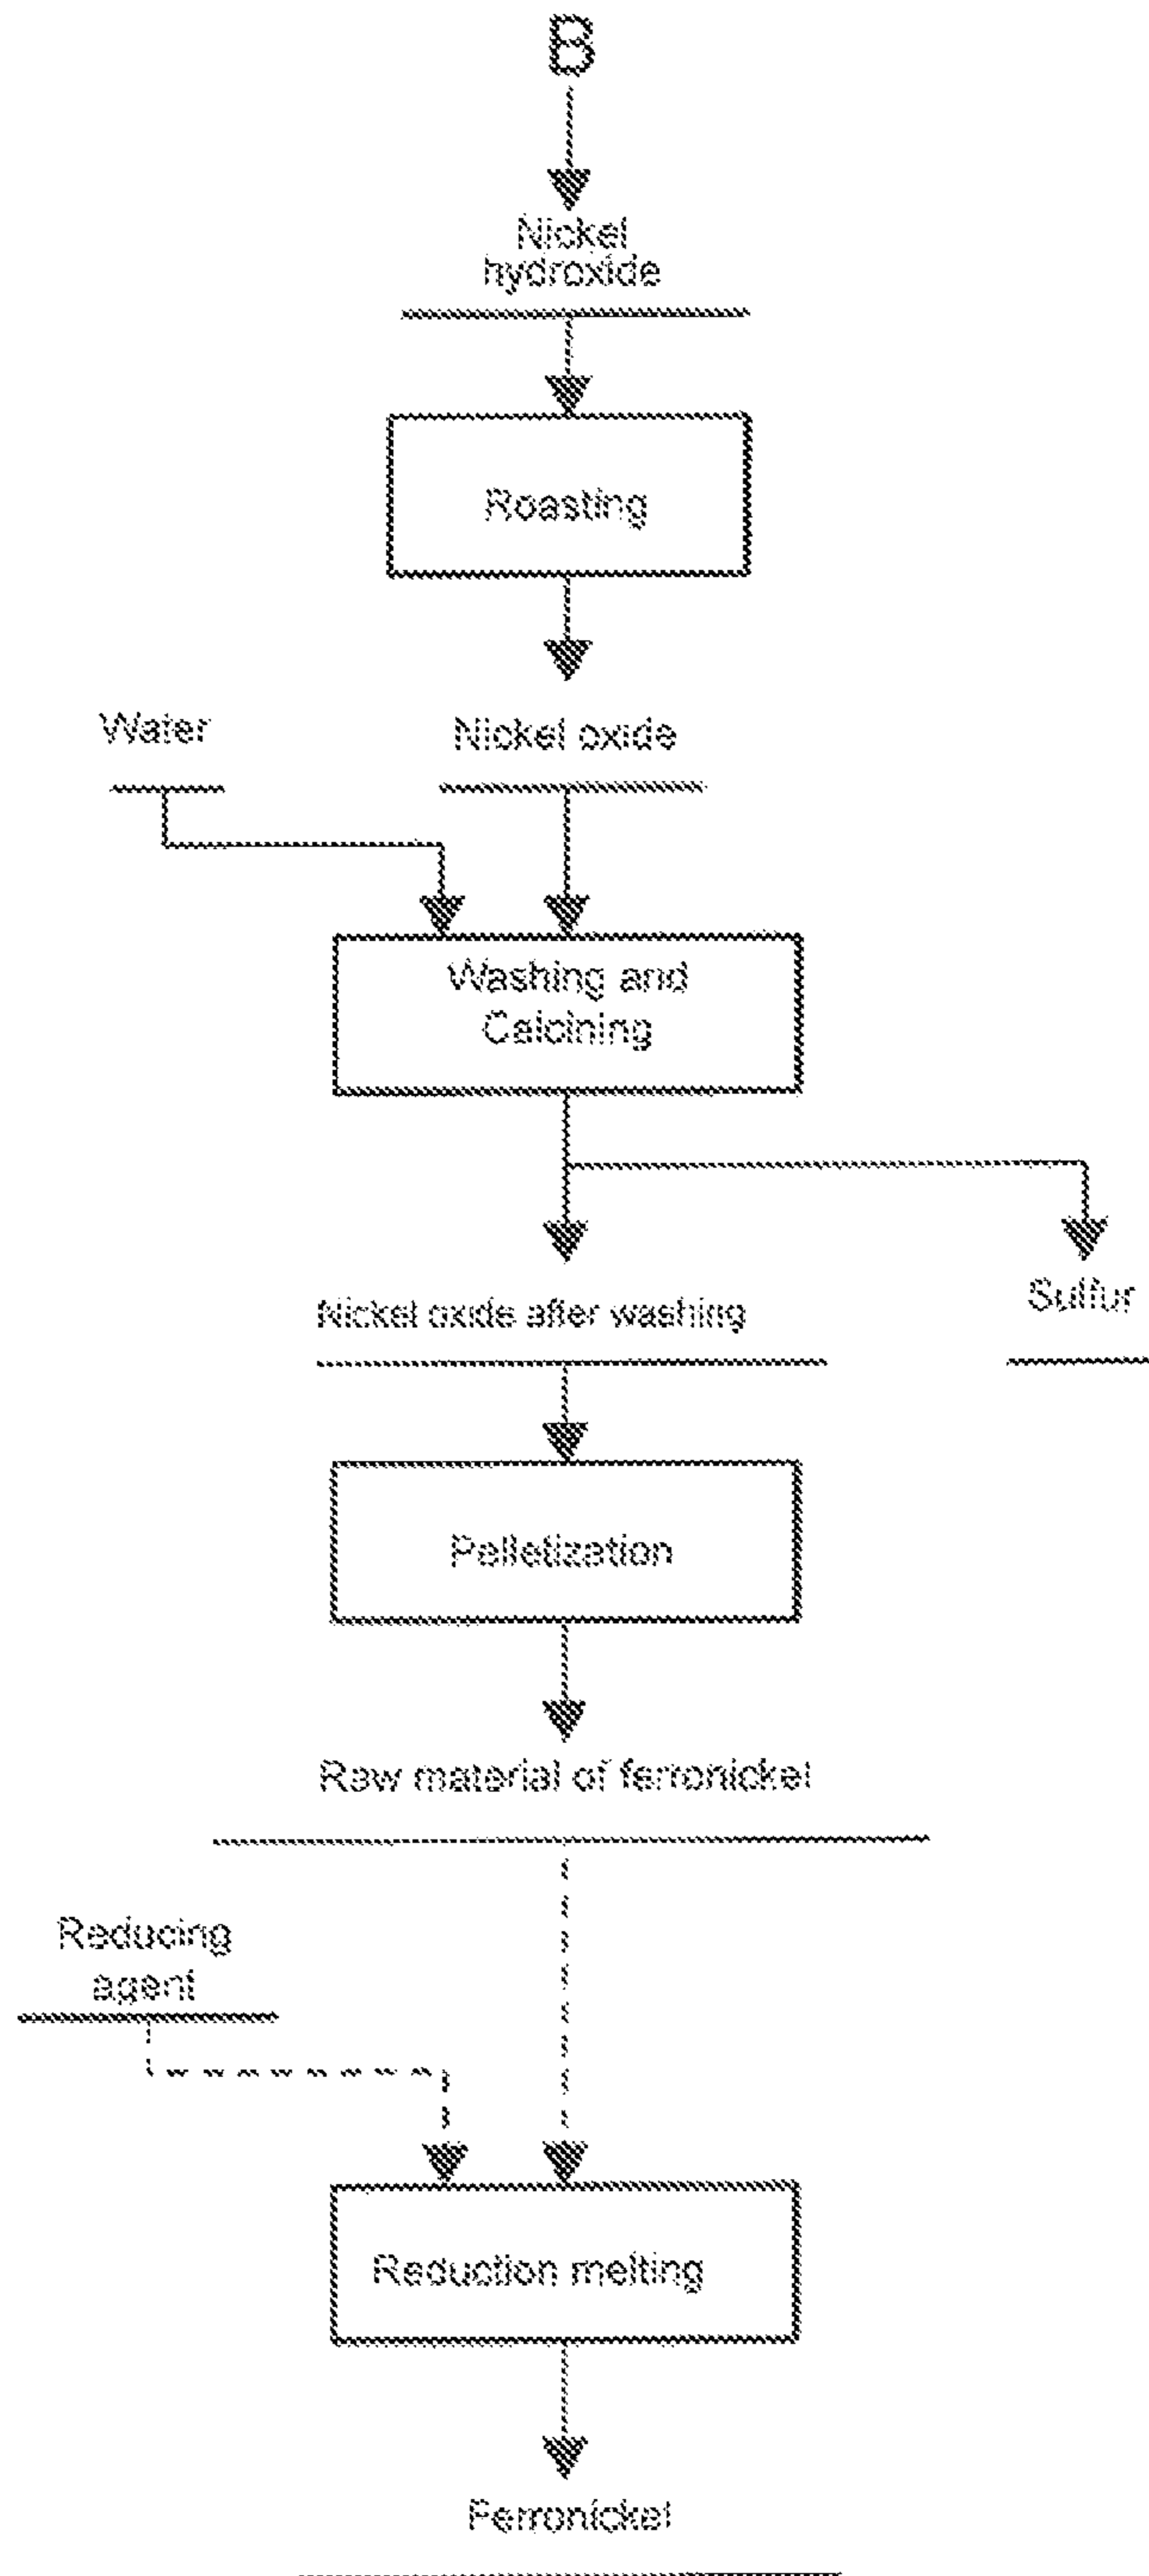 B
Nickel
hydroxide
Roasting
Water
Nickel oxide
Washing and
Calcining
Nickel oxide after washing
Sulfur
Pelletization
Raw material of ferronickel
Reducing
agent
Reduction melting
Ferronickel